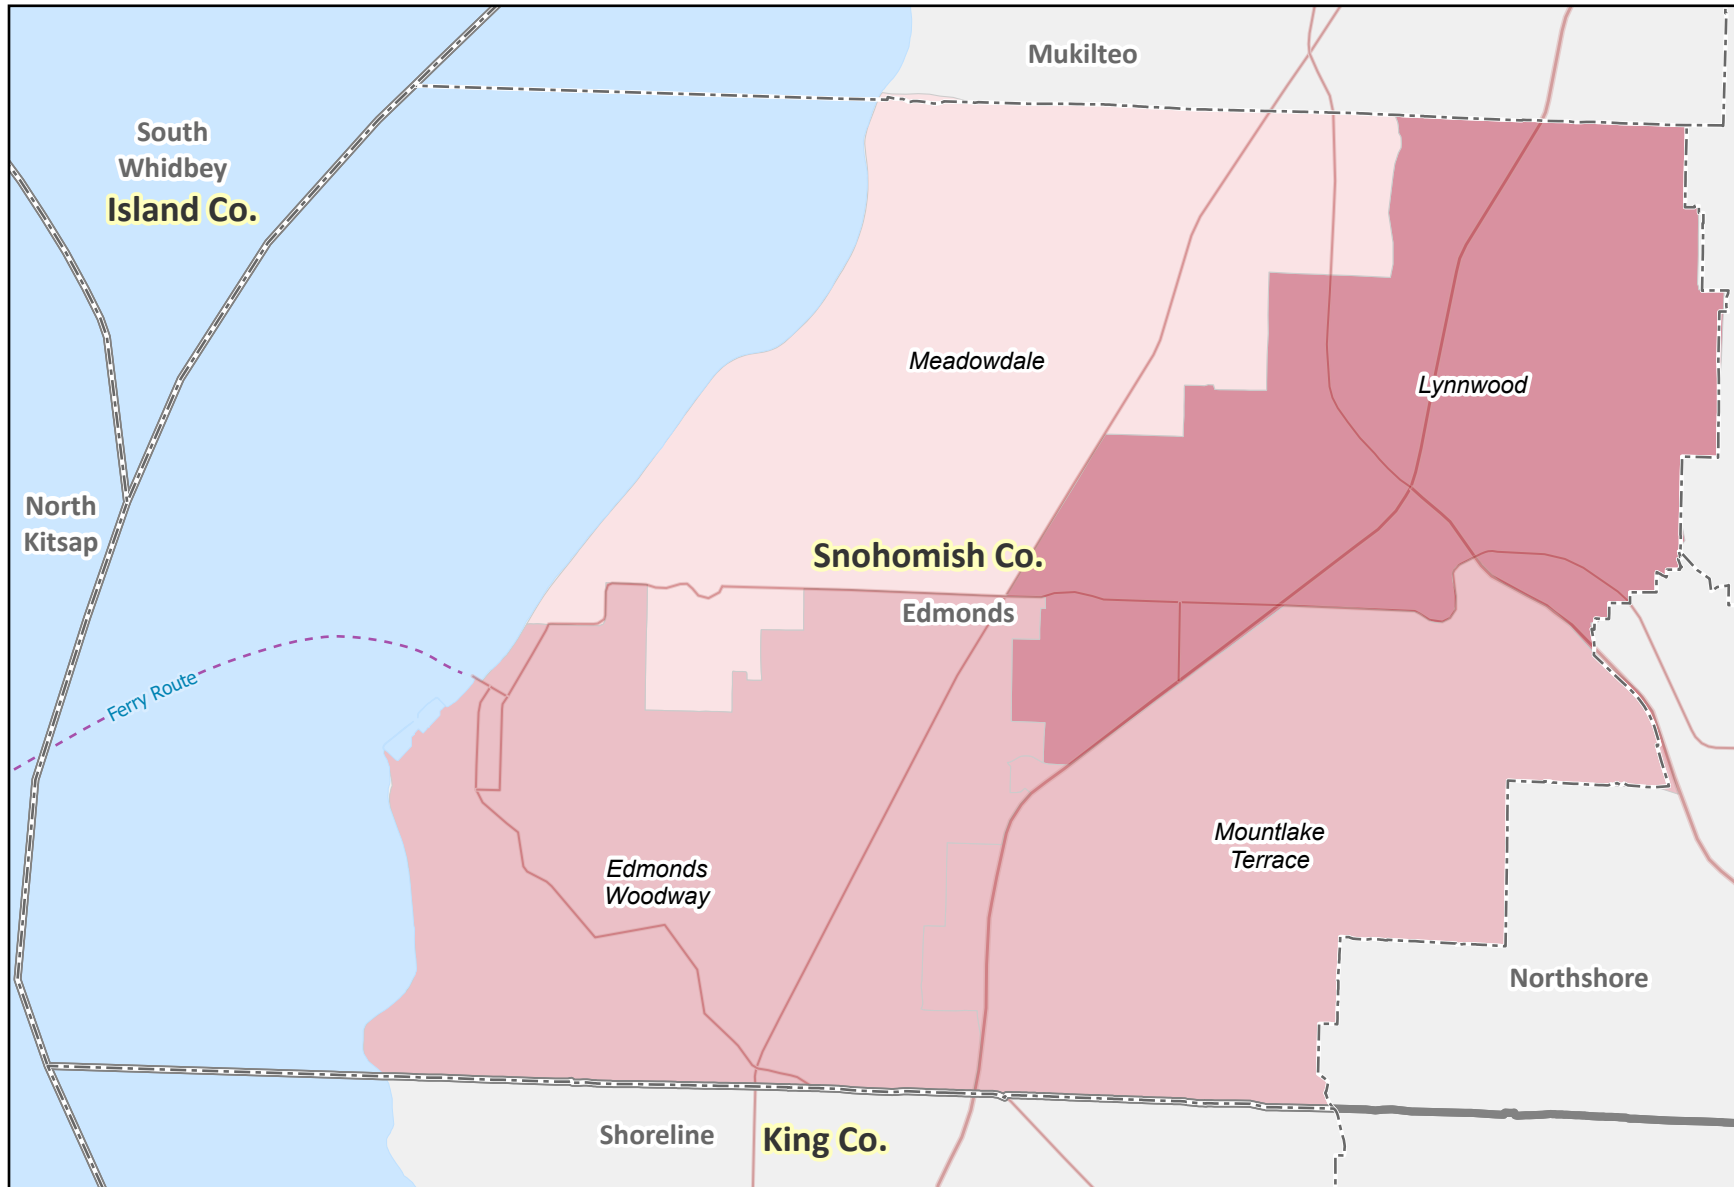 Mukilteo
South
Whidbey
Island Co.
Meadowdale
Lynnwood
North
Kitsap
Snohomish Co.
Edmonds
Ferry Route
Mountlake
Terrace
Edmonds
Woodway
Northshore
Shoreline
King Co.